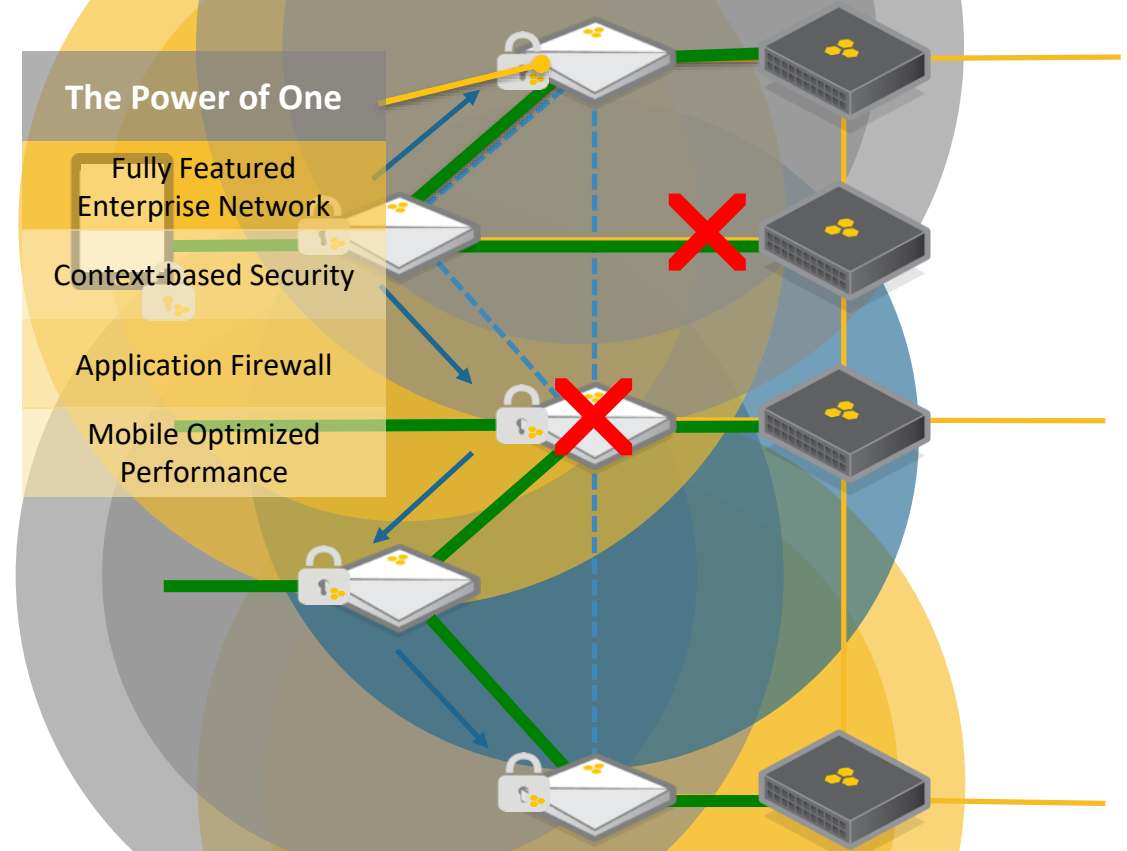 The Power of One
Fully Featured
Enterprise Network
Context-based Security
Application Firewall
Mobile Optimized
Performance